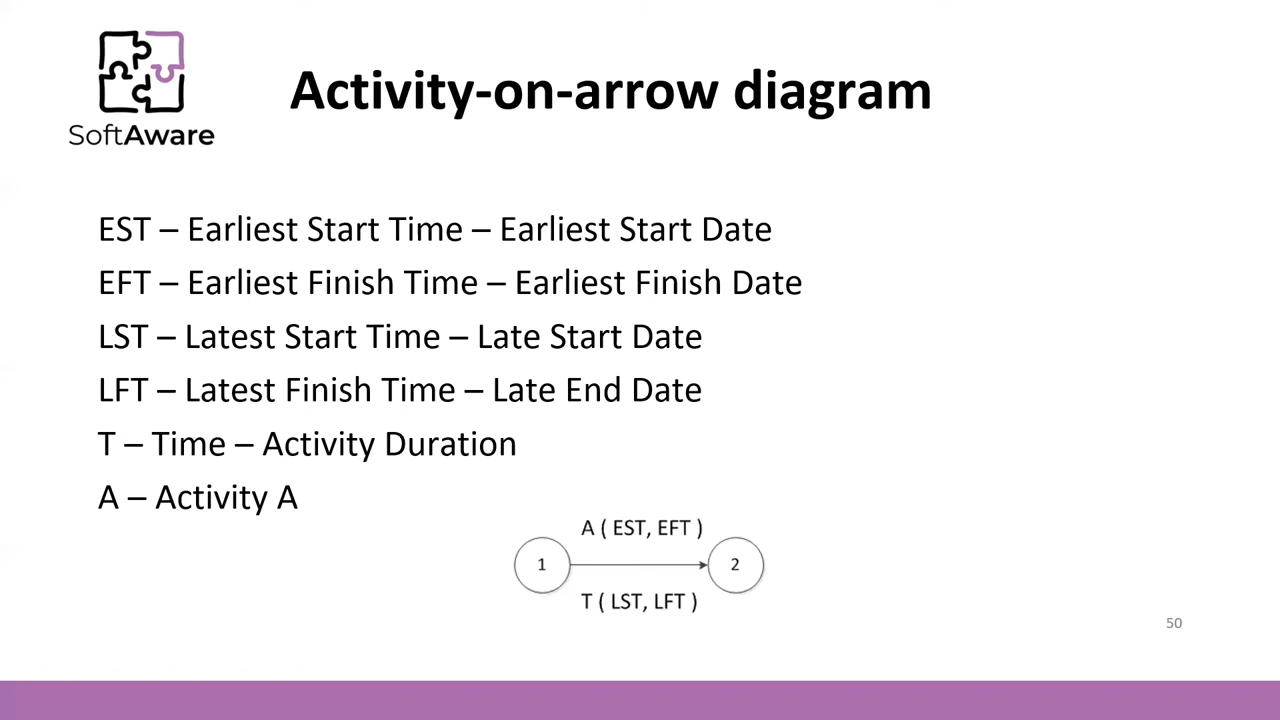 SoftAware
Activity-on-arrow diagram
EST – Earliest Start Time – Earliest Start Date
EFT – Earliest Finish Time – Earliest Finish Date
LST – Latest Start Time – Late Start Date
LFT – Latest Finish Time – Late End Date
T – Time – Activity Duration
A – Activity A
A ( EST, EFT )
1
2
T ( LST, LFT )
50